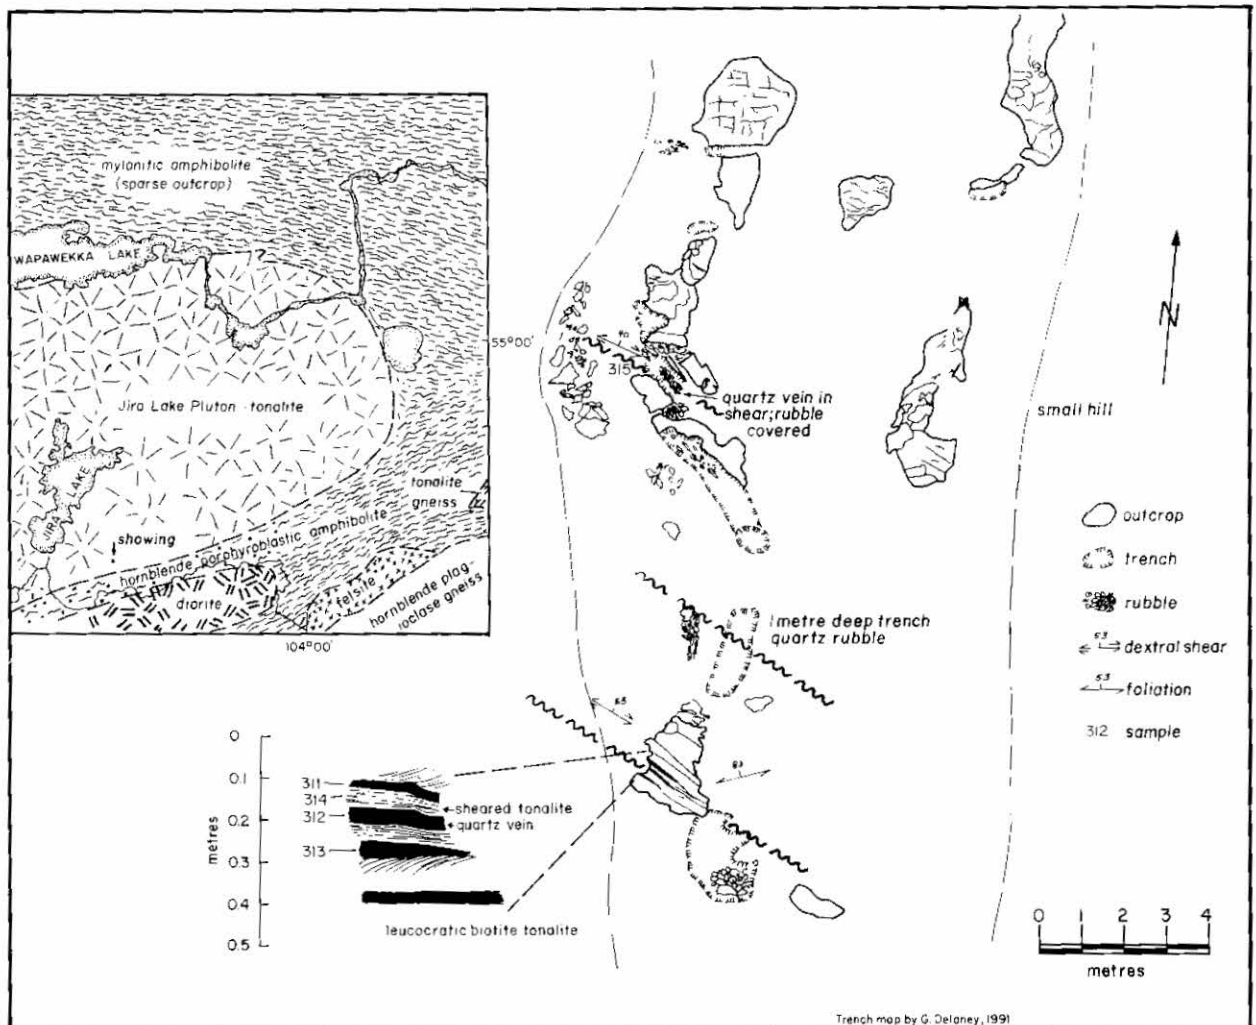 mylonitic amphibolite
(sparse outcrop)
WAPAWEKKA LAKE
?
55°00'
Jira Lake Pluton - tonalite
JIRA LAKE
tonalite
gneiss
showing
hornblende porphyroblastic amphibolite
diorite
felsite
hornblende plag-
ioclase gneiss
104°00'
N
90
315
quartz vein in
shear; rubble
covered
small hill
outcrop
trench
rubble
53
dextral shear
53
foliation
312 sample
1 metre deep trench
quartz rubble
85
87
0
0.1
0.2
0.3
0.4
0.5
metres
311
314
312
313
sheared tonalite
quartz vein
leucocratic biotite tonalite
0 1 2 3 4
metres
Trench map by G. Delaney, 1991